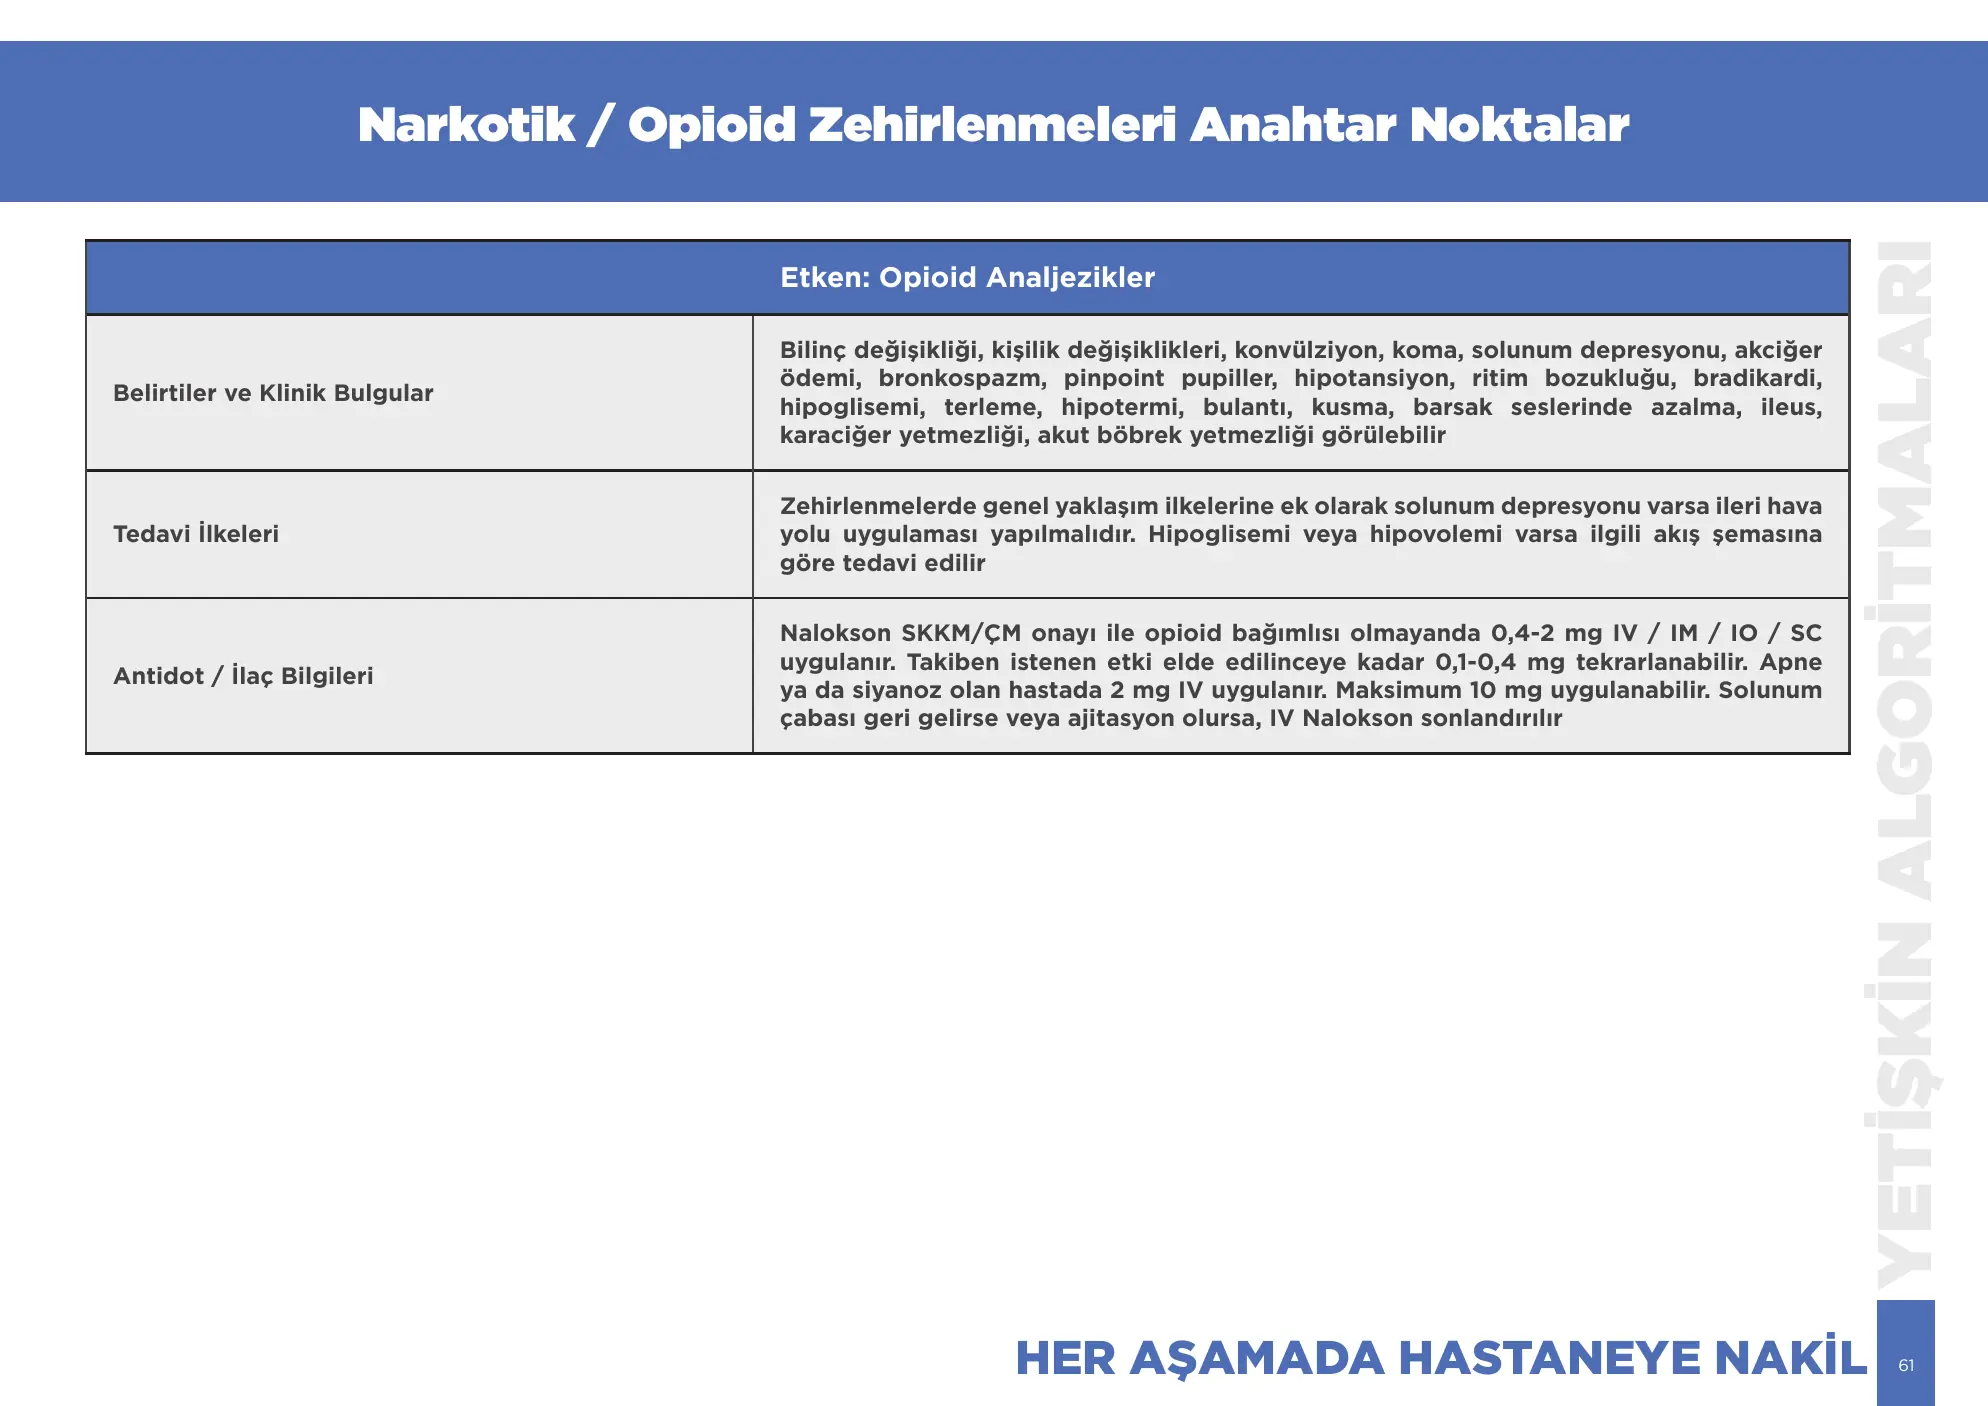 Narkotik / Opioid Zehirlenmeleri Anahtar Noktalar
Etken: Opioid Analjezikler
Belirtiler ve Klinik Bulgular
Bilinç değişikliği, kişilik değişiklikleri, konvülziyon, koma, solunum depresyonu, akciğer
ödemi, bronkospazm, pinpoint pupiller, hipotansiyon, ritim bozukluğu, bradikardi,
hipoglisemi, terleme, hipotermi, bulantı, kusma, barsak seslerinde azalma, ileus,
karaciğer yetmezliği, akut böbrek yetmezliği görülebilir
Tedavi İlkeleri
Zehirlenmelerde genel yaklaşım ilkelerine ek olarak solunum depresyonu varsa ileri hava
yolu uygulaması yapılmalıdır. Hipoglisemi veya hipovolemi varsa ilgili akış şemasına
göre tedavi edilir
Antidot / İlaç Bilgileri
Nalokson SKKM/ÇM onayı ile opioid bağımlısı olmayanda 0,4-2 mg IV / IM / IO / SC
uygulanır. Takiben istenen etki elde edilinceye kadar 0,1-0,4 mg tekrarlanabilir. Apne
ya da siyanoz olan hastada 2 mg IV uygulanır. Maksimum 10 mg uygulanabilir. Solunum
çabası geri gelirse veya ajitasyon olursa, IV Nalokson sonlandırılır
YETİŞKİN ALGORİTMALARI
HER AŞAMADA HASTANEYE NAKİL
61